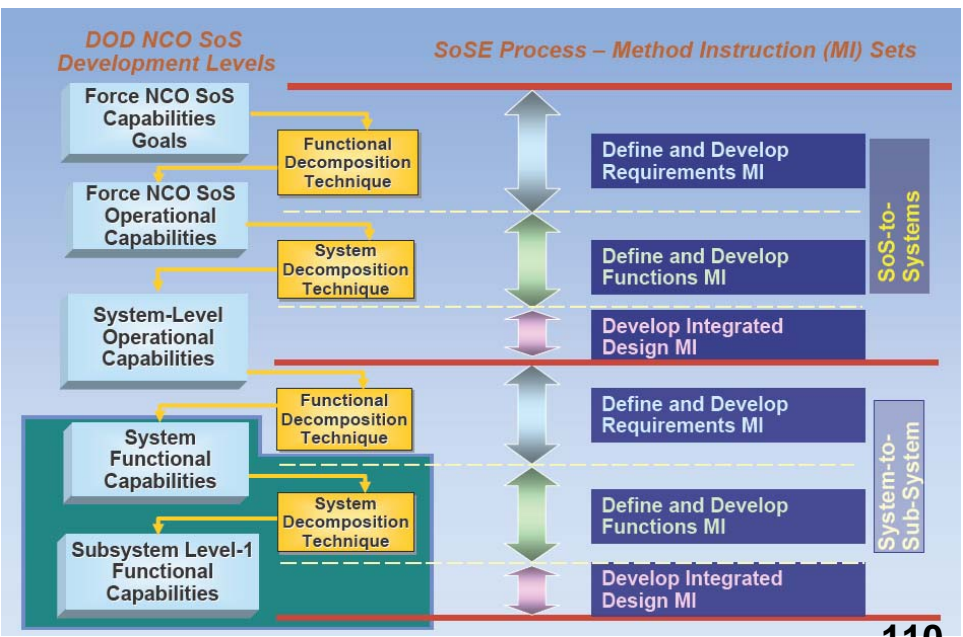 DOD NCO SoS
Development Levels
SoSE Process – Method Instruction (MI) Sets
Force NCO SoS
Capabilities
Goals
Functional
Decomposition
Technique
Define and Develop
Requirements MI
SoS-to-
Systems
Force NCO SoS
Operational
Capabilities
System
Decomposition
Technique
Define and Develop
Functions MI
System-Level
Operational
Capabilities
Develop Integrated
Design MI
Functional
Decomposition
Technique
Define and Develop
Requirements MI
System-to-
Sub-System
System
Functional
Capabilities
System
Decomposition
Technique
Define and Develop
Functions MI
Subsystem Level-1
Functional
Capabilities
Develop Integrated
Design MI
110